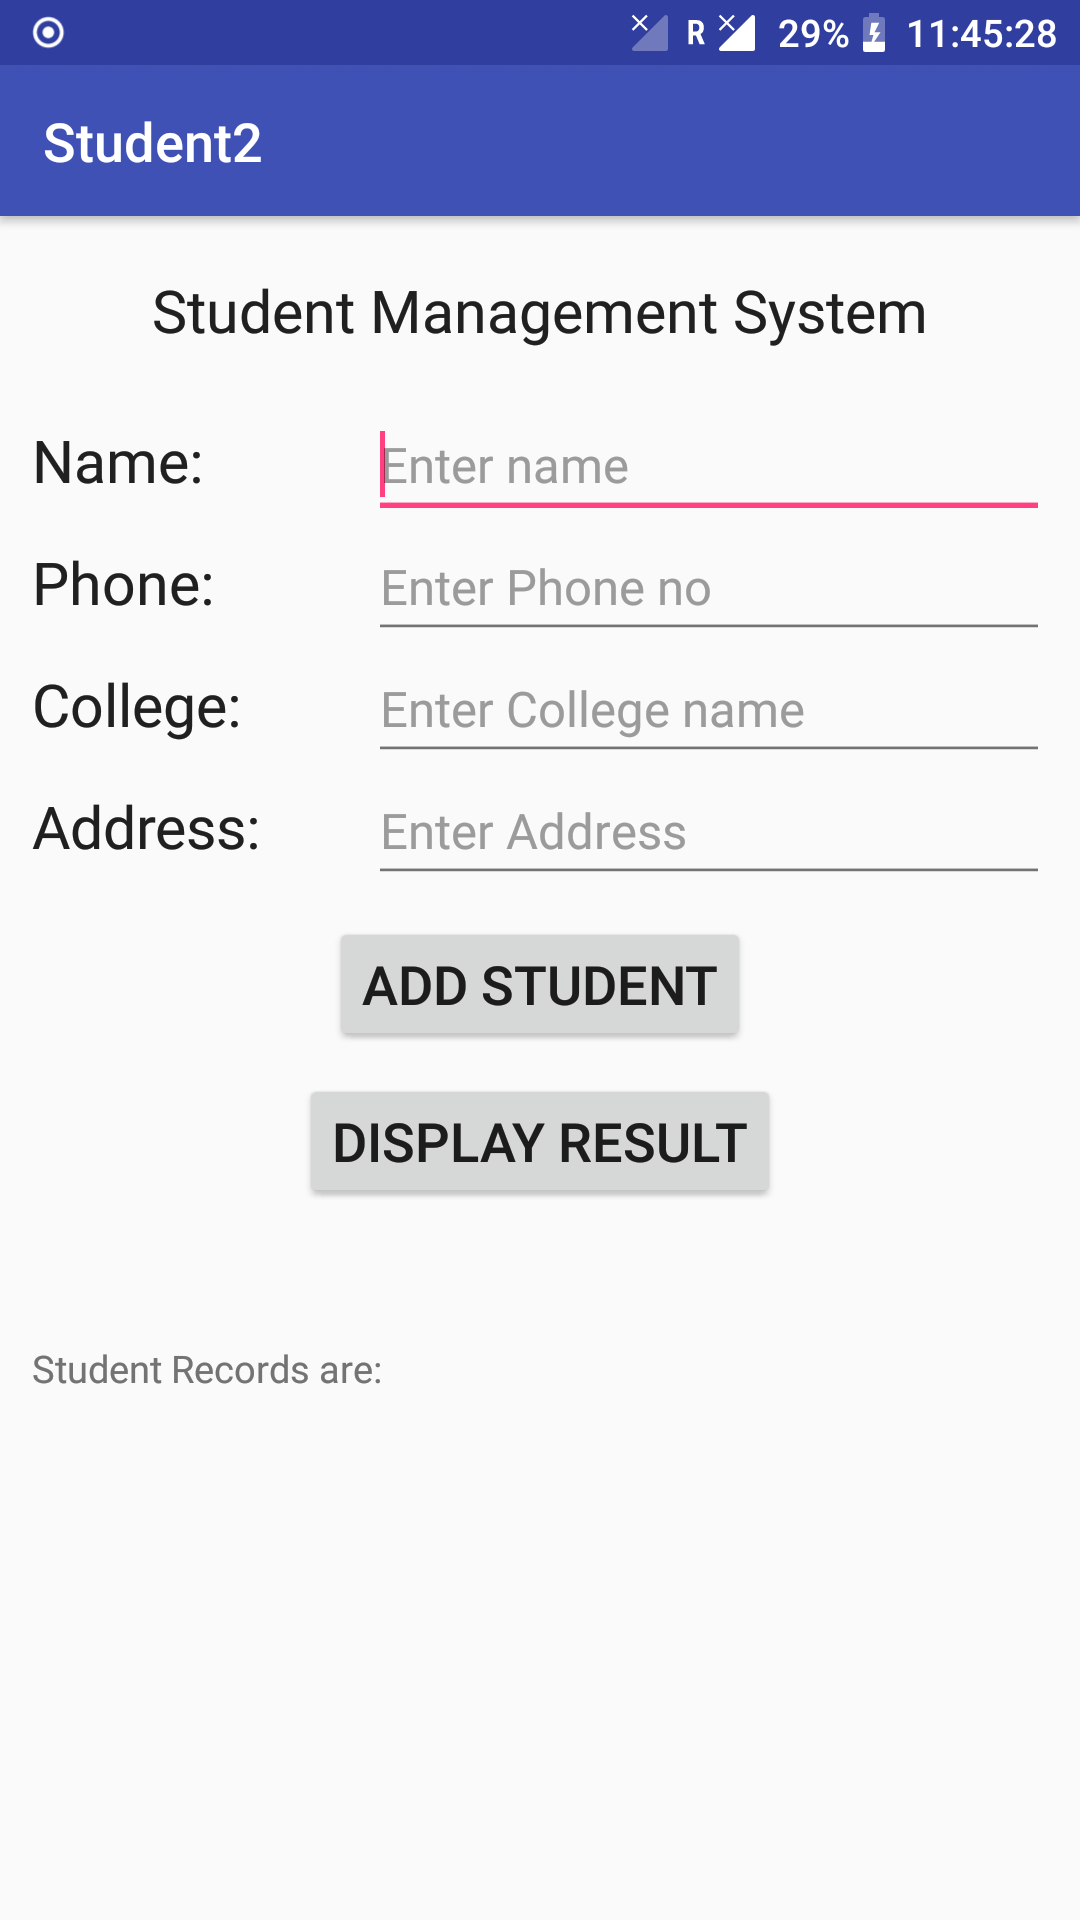 R 29% 11:45:28
Student2
Student Management System
Name: Enter name
Phone: Enter Phone no
College: Enter College name
Address: Enter Address
ADD STUDENT
DISPLAY RESULT
Student Records are: